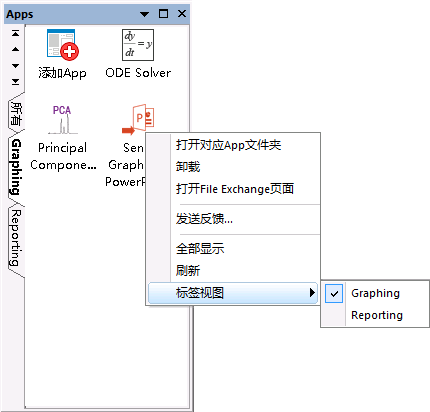 Apps
添加App
ODE Solver
dy
dt
= y
PCA
Principal
Compone...
P
Sen
Graph
PowerP
所有
Graphing
Reporting
打开对应App文件夹
卸载
打开File Exchange页面
发送反馈...
全部显示
刷新
标签视图
Graphing
Reporting